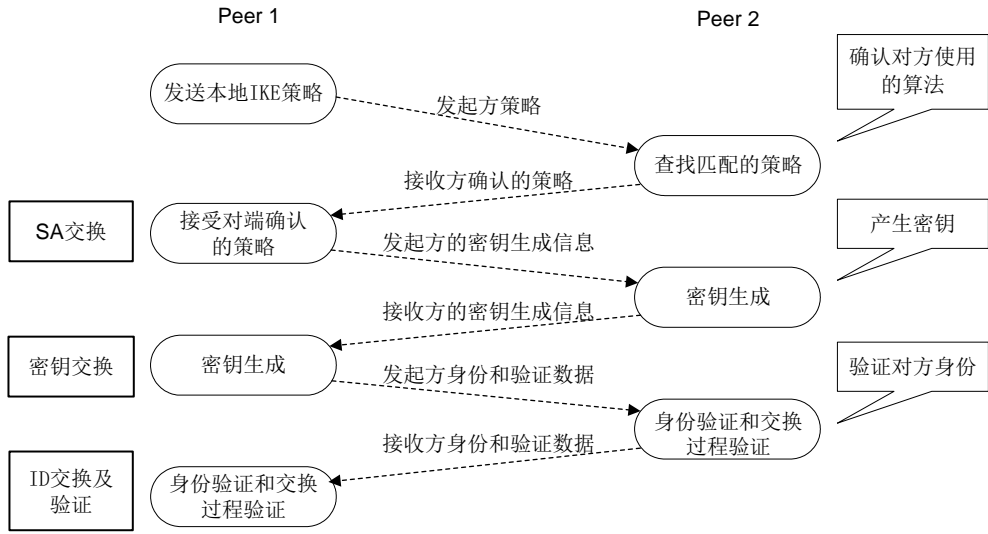 Peer 1
Peer 2
确认对方使用
的算法
发送本地IKE策略
发起方策略
查找匹配的策略
接收方确认的策略
SA交换
接受对端确认
的策略
产生密钥
发起方的密钥生成信息
密钥生成
接收方的密钥生成信息
密钥交换
密钥生成
发起方身份和验证数据
验证对方身份
身份验证和交换
过程验证
接收方身份和验证数据
ID交换及
验证
身份验证和交换
过程验证